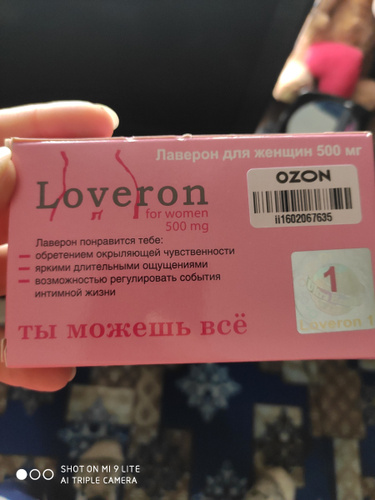 Лаверон для женщин 500 мг
Loveron
for women
500 mg
OZON
ii1602067635
Лаверон понравится тебе:
обретением окрыляющей чувственности
яркими длительными ощущениями
возможностью регулировать события
интимной жизни
1
Loveron 1
ты можешь всё
SHOT ON MI 9 LITE
AI TRIPLE CAMERA